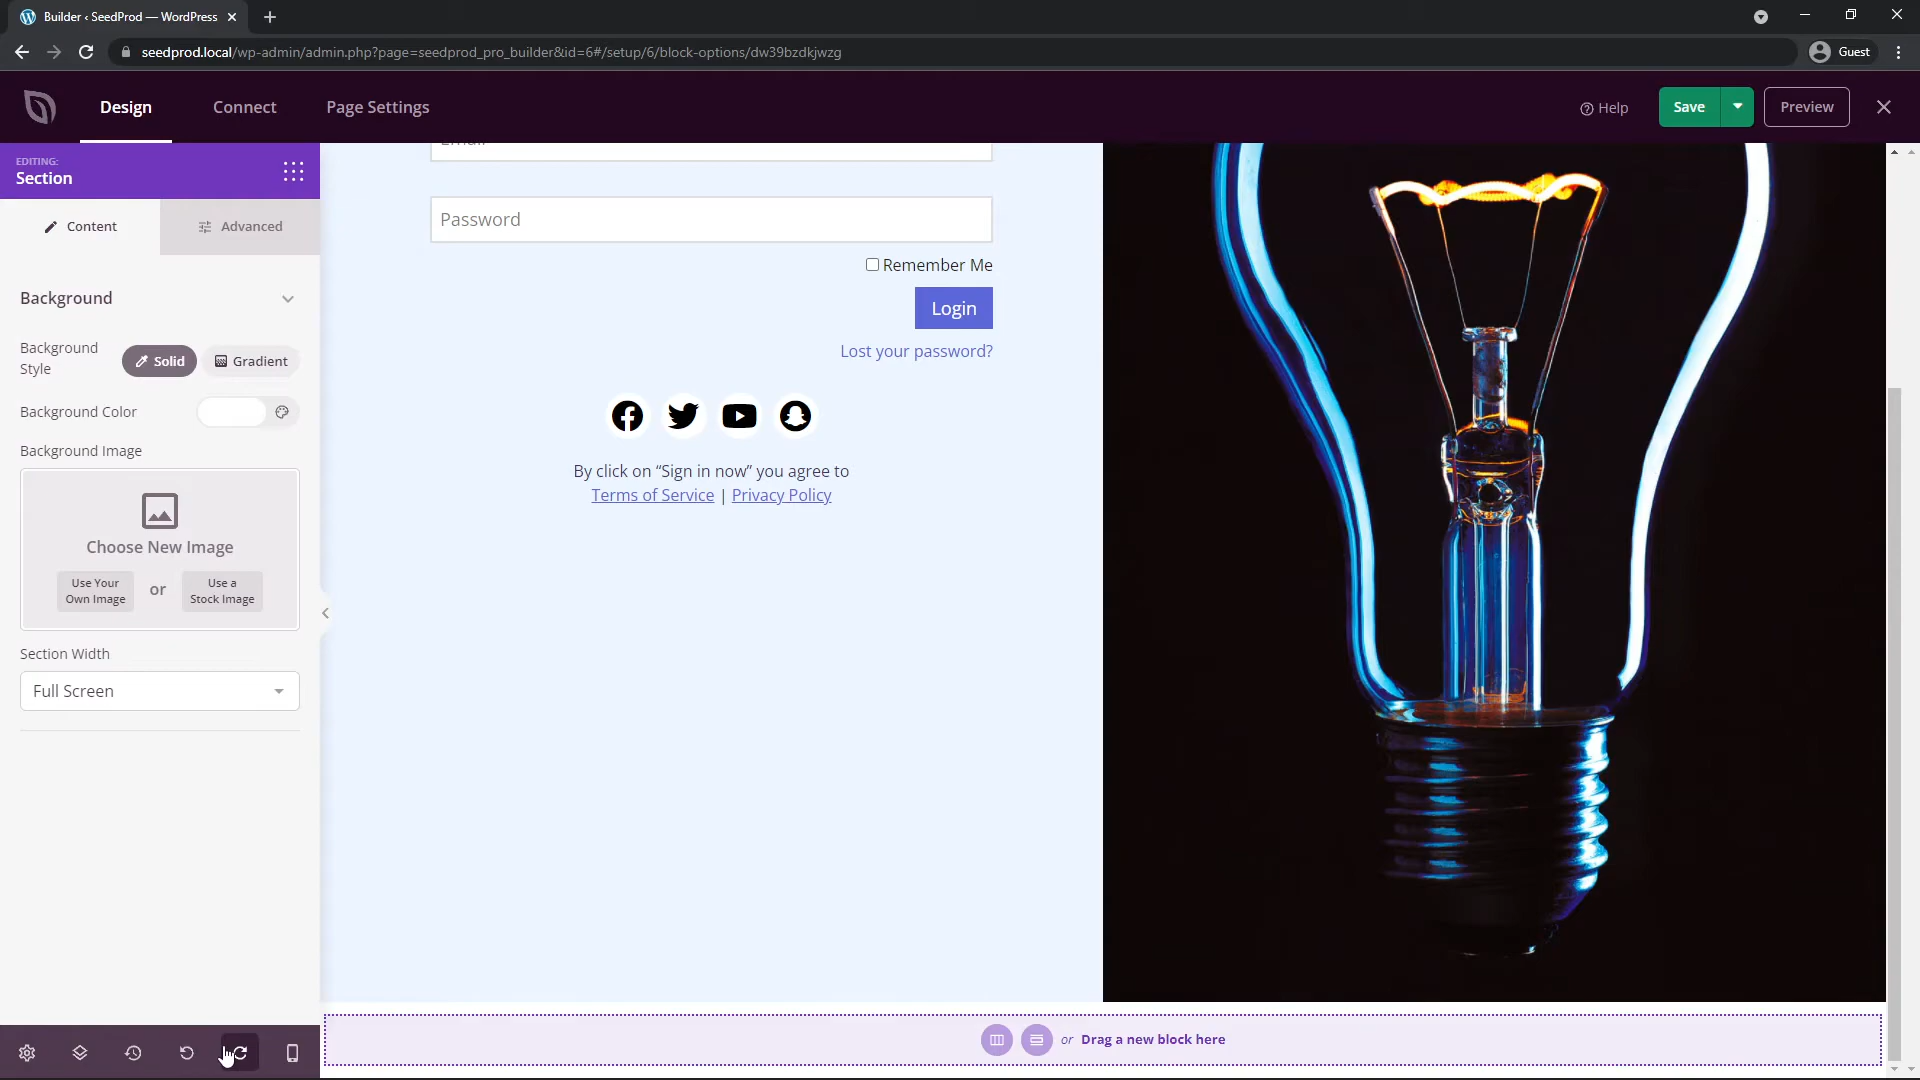 Builder ‹ SeedProd — WordPress
seedprod.local/wp-admin/admin.php?page=seedprod_pro_builder&id=6#/setup/6/block-options/dw39bzdkjwzg
Guest
Design
Connect
Page Settings
Help
Save
Preview
EDITING:
Section
Content
Advanced
Background
Background
Style
Solid
Gradient
Background Color
Background Image
Choose New Image
Use Your
Own Image
or
Use a
Stock Image
Section Width
Full Screen
Email
Password
Remember Me
Login
Lost your password?
By click on “Sign in now” you agree to
Terms of Service | Privacy Policy
or Drag a new block here